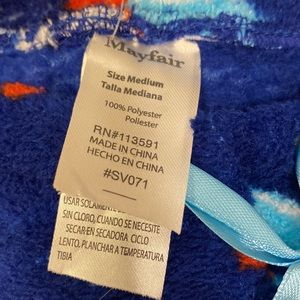 Mayfair
Size Medium
Talla Mediana
100% Polyester
Poliester
RN#113591
MADE IN CHINA
HECHO EN CHINA
#SV071
USAR SOLAMENTE
SIN CLORO, CUANDO SE NECESITE
SECAR EN SECADORA CICLO
LENTO, PLANCHAR A TEMPERATURA
TIBIA